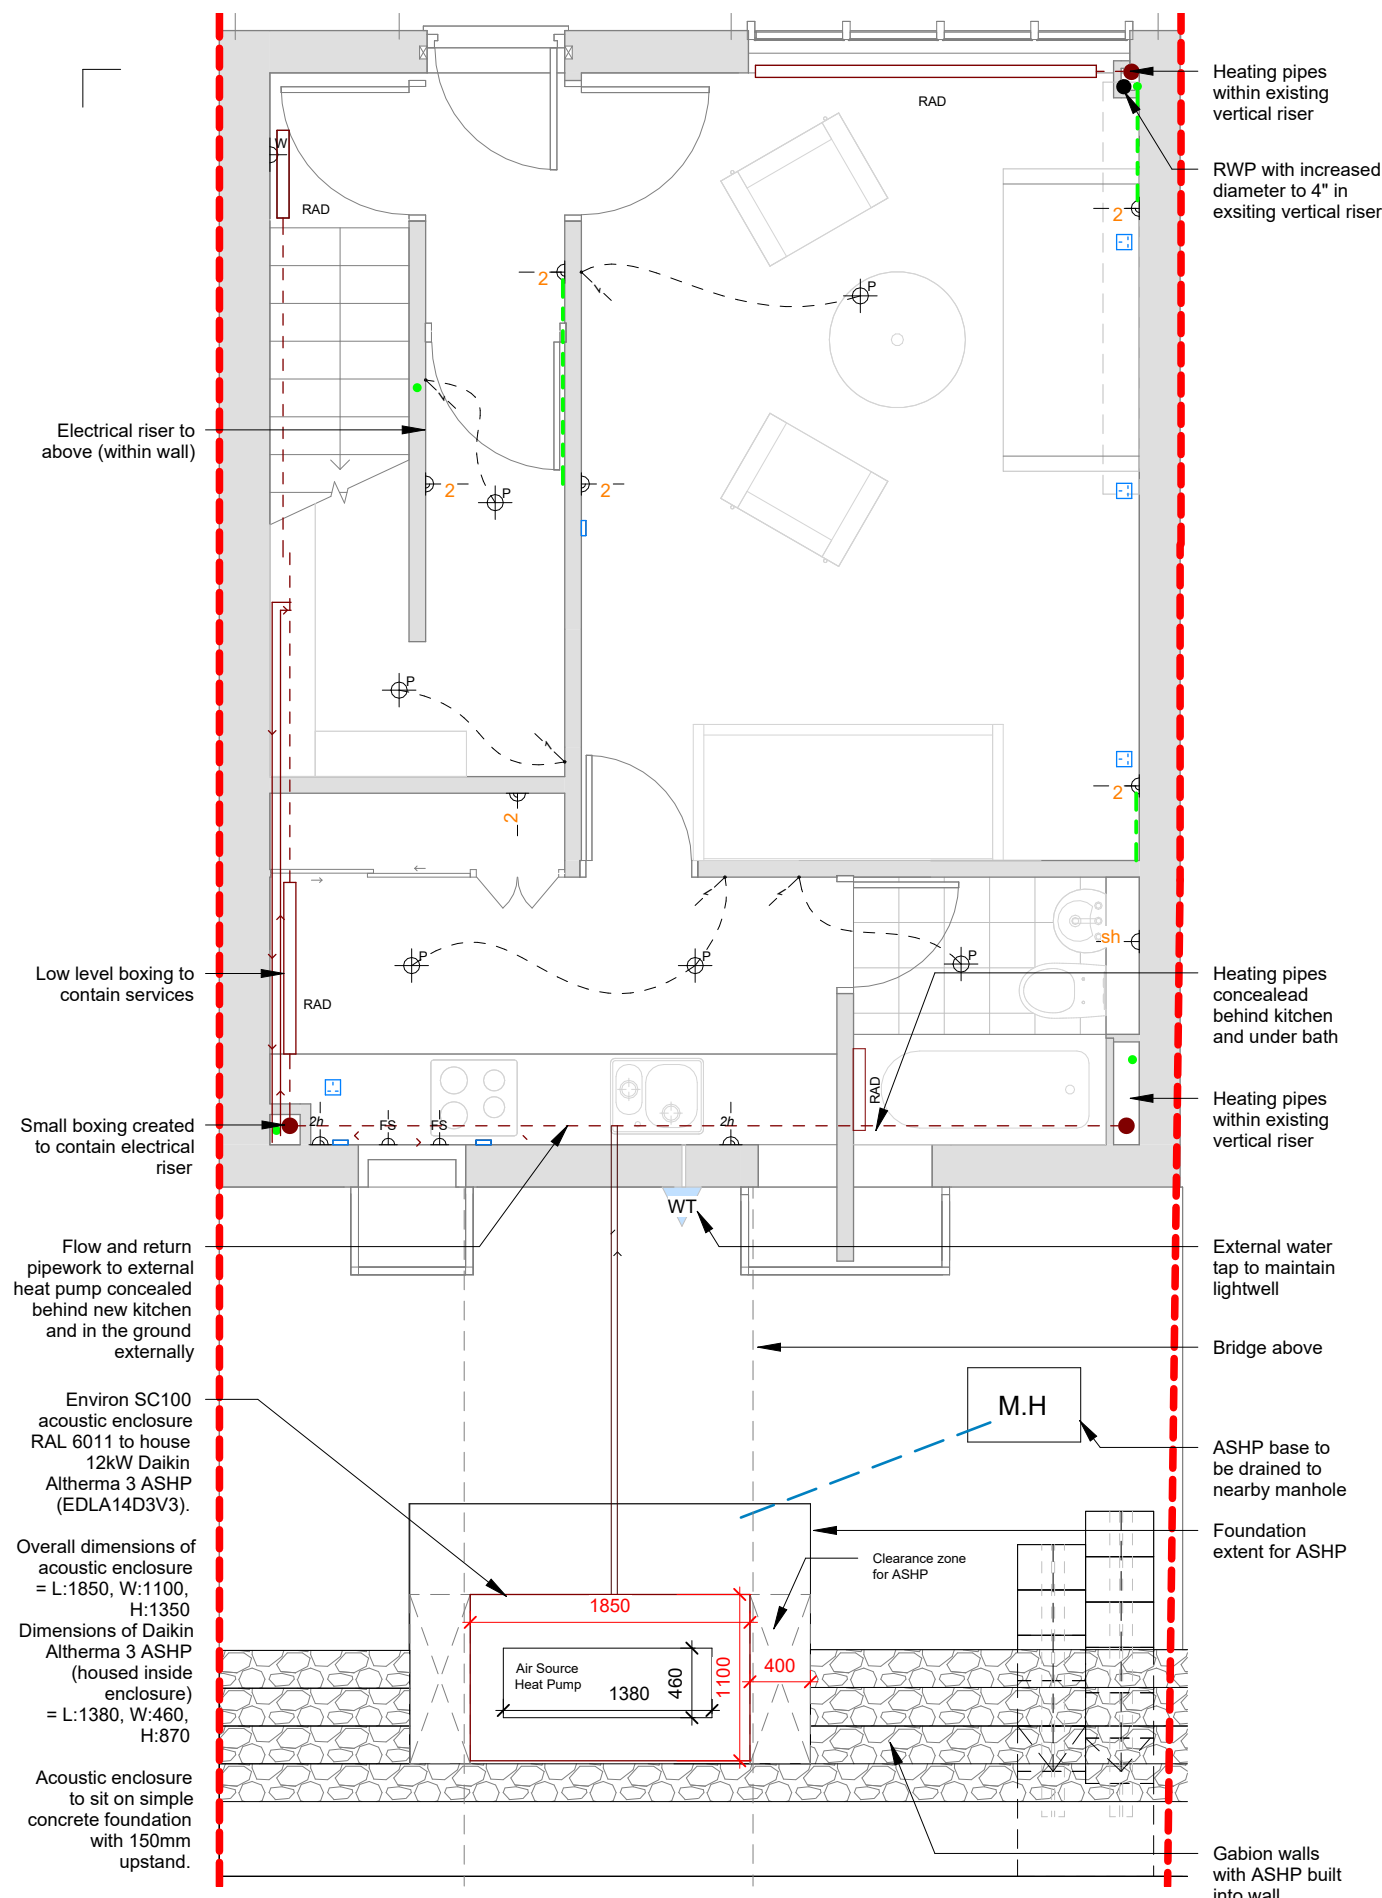 Heating pipes
within existing
vertical riser
RAD
RWP with increased
diameter to 4" in
exsiting vertical riser
W
RAD
2
2
P
Electrical riser to
above (within wall)
2
2
P
P
2
2
sh
P
P
P
Low level boxing to
contain services
RAD
Heating pipes
concealead
behind kitchen
and under bath
RAD
Small boxing created
to contain electrical
riser
2h
FS
FS
2h
Heating pipes
within existing
vertical riser
WT
Flow and return
pipework to external
heat pump concealed
behind new kitchen
and in the ground
externally
External water
tap to maintain
lightwell
Bridge above
Environ SC100
acoustic enclosure
RAL 6011 to house
12kW Daikin
Altherma 3 ASHP
(EDLA14D3V3).
M.H
ASHP base to
be drained to
nearby manhole
Foundation
extent for ASHP
Clearance zone
for ASHP
Overall dimensions of
acoustic enclosure
= L:1850, W:1100,
H:1350
Dimensions of Daikin
Altherma 3 ASHP
(housed inside
enclosure)
= L:1380, W:460,
H:870
1850
Air Source
Heat Pump
1380
460
1100
400
Acoustic enclosure
to sit on simple
concrete foundation
with 150mm
upstand.
Gabion walls
with ASHP built
into wall